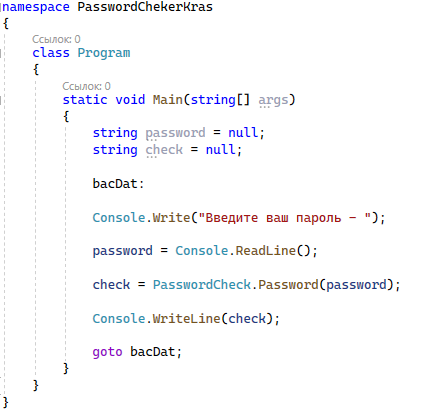 namespace PasswordChekerKras
{
Ссылок: 0
class Program
{
Ссылок: 0
static void Main(string[] args)
{
string password = null;
string check = null;
bacDat:
Console.Write("Введите ваш пароль - ");
password = Console.ReadLine();
check = PasswordCheck.Password(password);
Console.WriteLine(check);
goto bacDat;
}
}
}